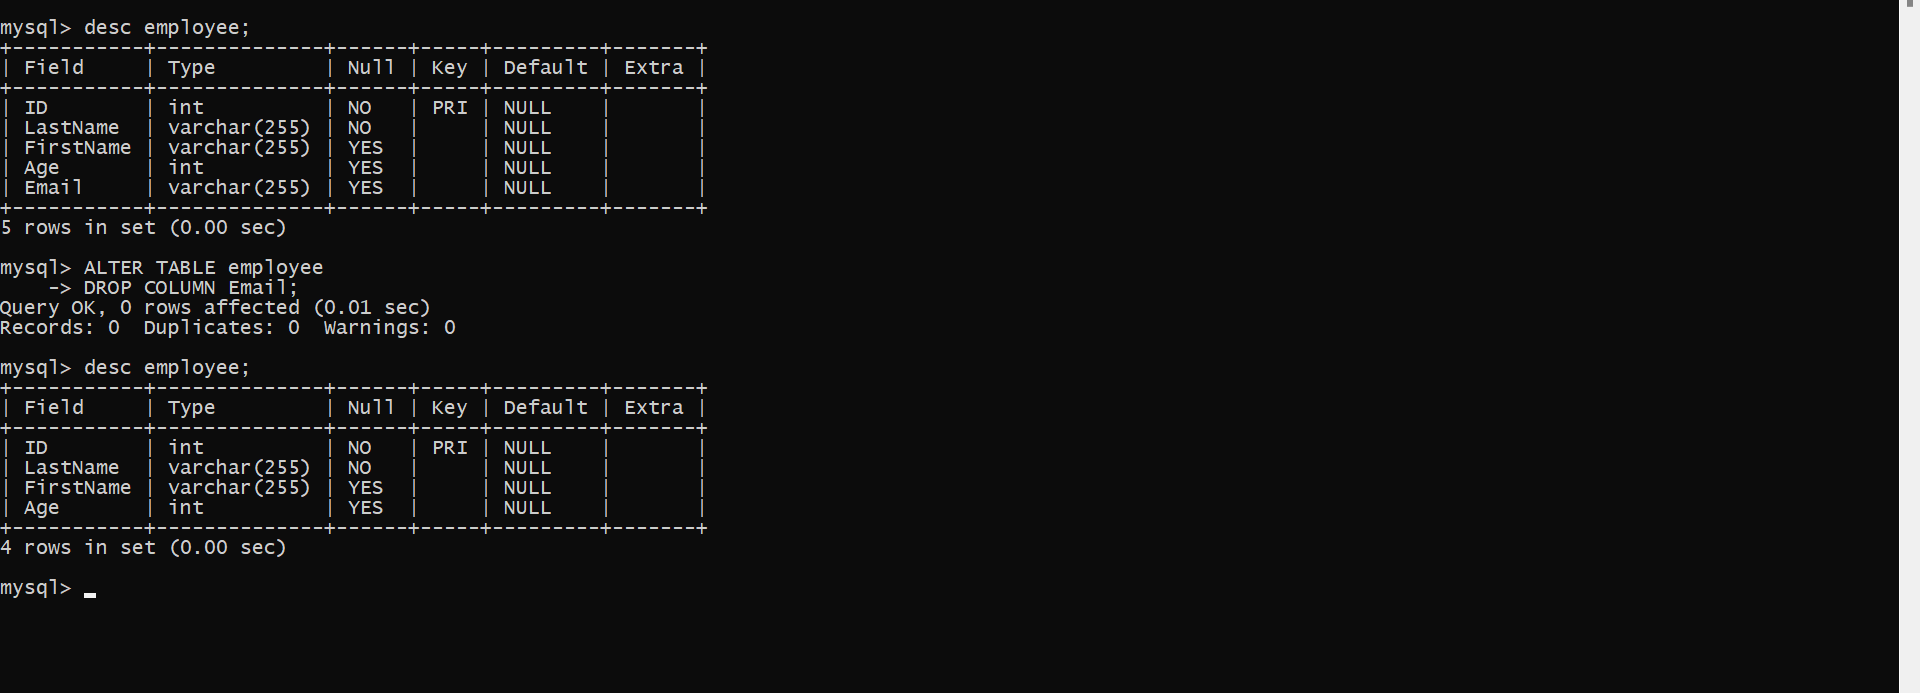 mysql> desc employee;
+-----------+--------------+------+-----+---------+-------+
| Field     | Type         | Null | Key | Default | Extra |
+-----------+--------------+------+-----+---------+-------+
| ID        | int          | NO   | PRI | NULL    |       |
| LastName  | varchar(255) | NO   |     | NULL    |       |
| FirstName | varchar(255) | YES  |     | NULL    |       |
| Age       | int          | YES  |     | NULL    |       |
| Email     | varchar(255) | YES  |     | NULL    |       |
+-----------+--------------+------+-----+---------+-------+
5 rows in set (0.00 sec)

mysql> ALTER TABLE employee
    -> DROP COLUMN Email;
Query OK, 0 rows affected (0.01 sec)
Records: 0  Duplicates: 0  Warnings: 0

mysql> desc employee;
+-----------+--------------+------+-----+---------+-------+
| Field     | Type         | Null | Key | Default | Extra |
+-----------+--------------+------+-----+---------+-------+
| ID        | int          | NO   | PRI | NULL    |       |
| LastName  | varchar(255) | NO   |     | NULL    |       |
| FirstName | varchar(255) | YES  |     | NULL    |       |
| Age       | int          | YES  |     | NULL    |       |
+-----------+--------------+------+-----+---------+-------+
4 rows in set (0.00 sec)

mysql> _